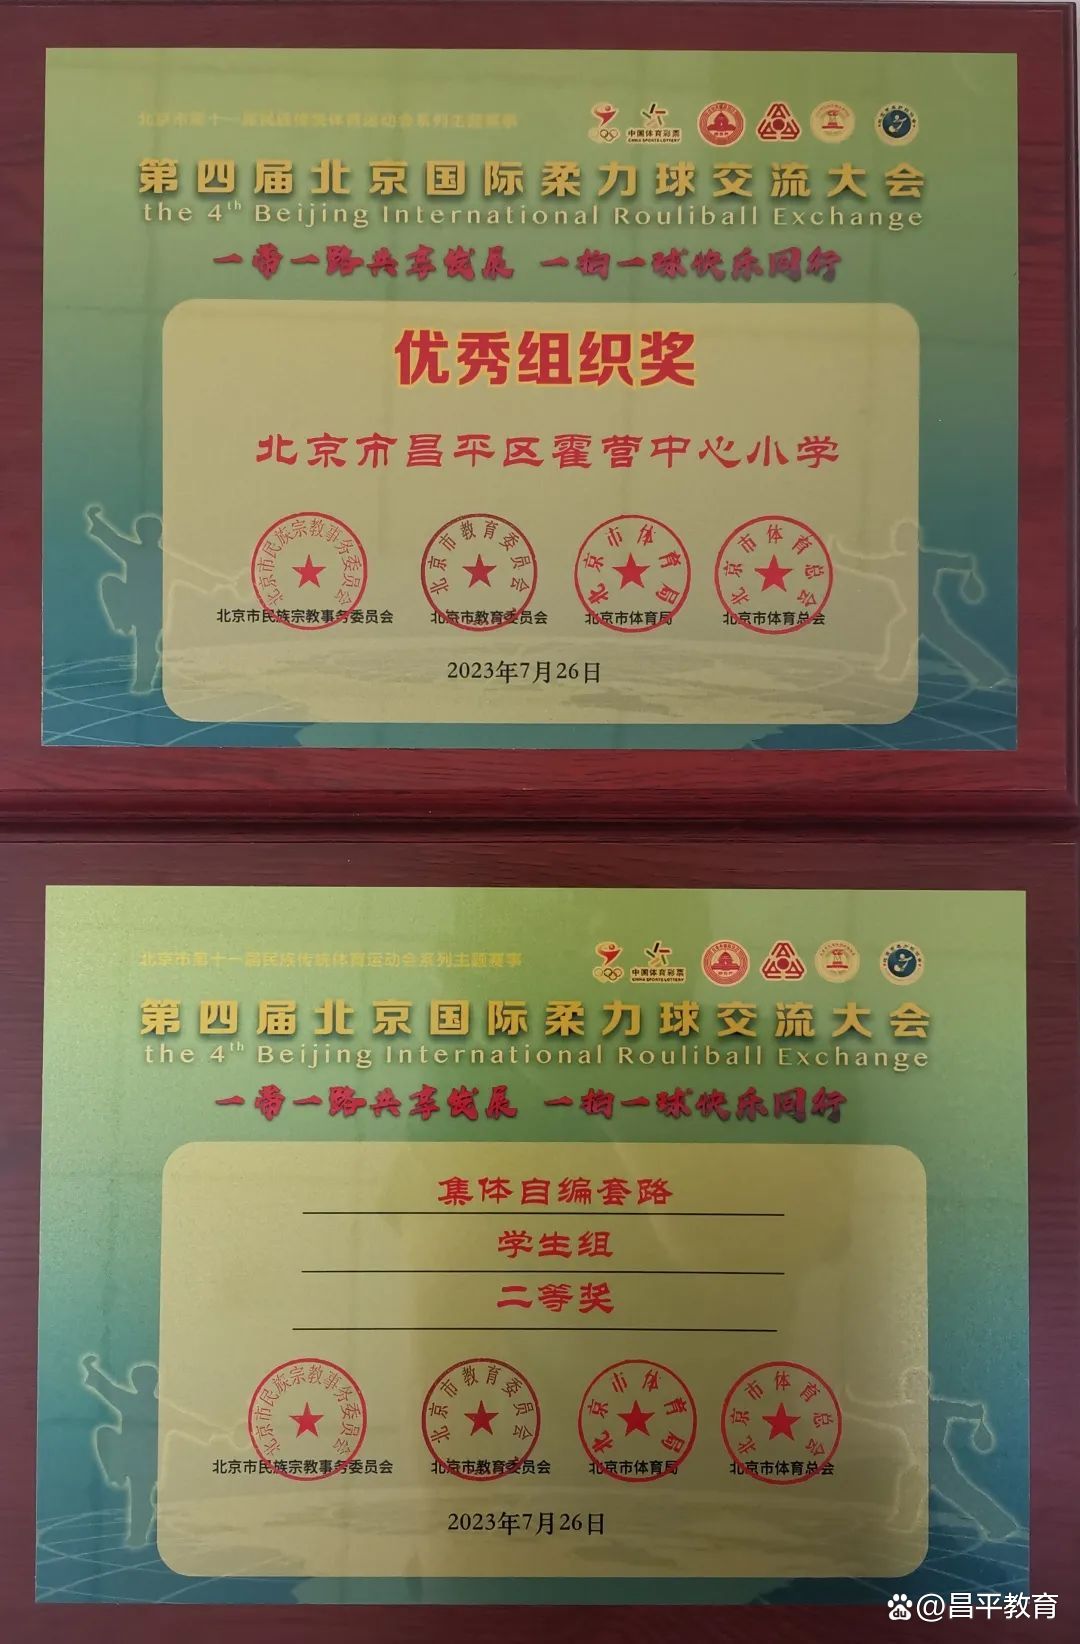 北京市第十一届民族传统体育运动会系列主题赛事
中国体育彩票
CHINA SPORTS LOTTERY
第四届北京国际柔力球交流大会
the 4th Beijing International Rouliball Exchange
一带一路共享发展 一拍一球快乐同行
优秀组织奖
北京市昌平区霍营中心小学
北京市民族宗教事务委员会 北京市教育委员会 北京市体育局 北京市体育总会
北京市民族宗教事务委员会 北京市教育委员会 北京市体育局 北京市体育总会
2023年7月26日
北京市第十一届民族传统体育运动会系列主题赛事
中国体育彩票
CHINA SPORTS LOTTERY
第四届北京国际柔力球交流大会
the 4th Beijing International Rouliball Exchange
一带一路共享发展 一拍一球快乐同行
集体自编套路
学生组
二等奖
北京市民族宗教事务委员会 北京市教育委员会 北京市体育局 北京市体育总会
北京市民族宗教事务委员会 北京市教育委员会 北京市体育局 北京市体育总会
2023年7月26日
du @昌平教育